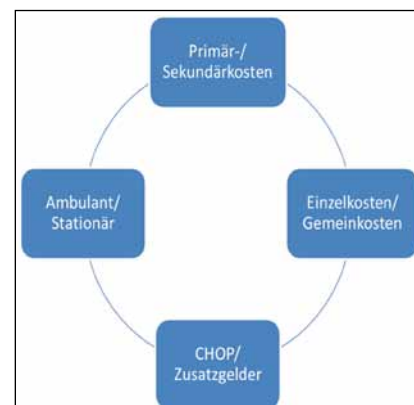 Primär-/
Sekundärkosten
Ambulant/
Stationär
Einzelkosten/
Gemeinkosten
CHOP/
Zusatzgelder